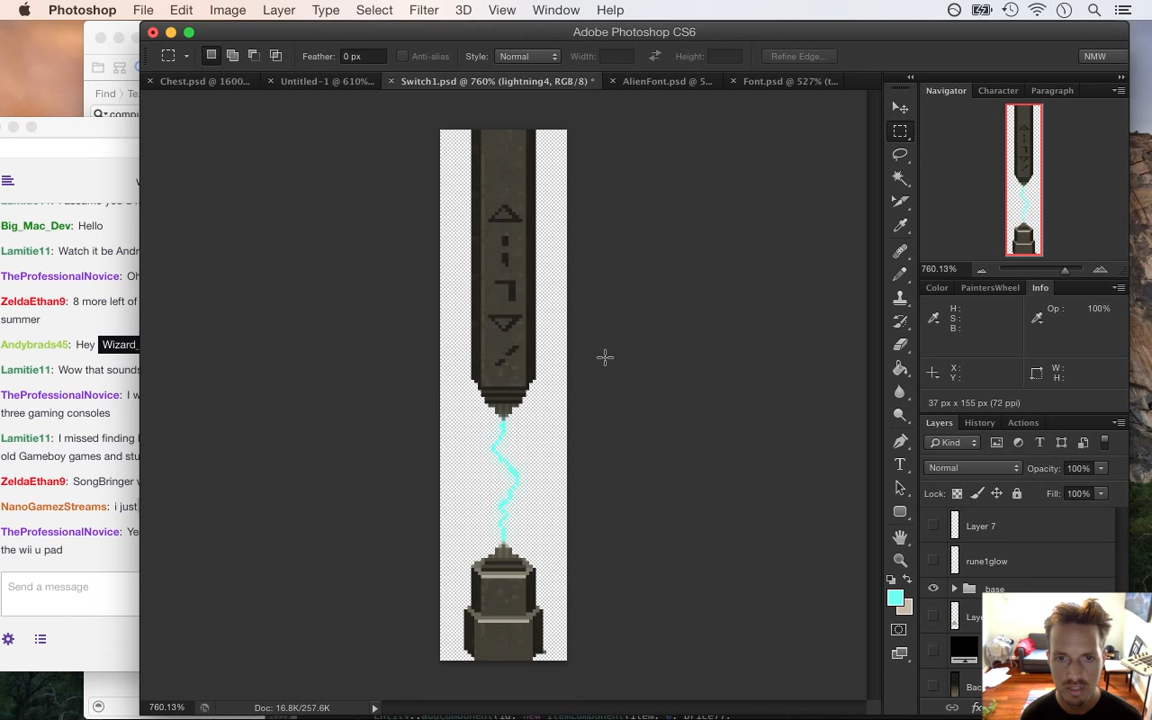 Photoshop File Edit Image Layer Type Select Filter 3D View Window Help
Adobe Photoshop CS6
Feather: 0 px Anti-alias Style: Normal Width: Height: Refine Edge... NMW
Chest.psd @ 1600... Untitled-1 @ 610%... Switch1.psd @ 760% (lightning4, RGB/8) * AlienFont.psd @ 5... Font.psd @ 527% (t...
Find
Navigator Character Paragraph
760.13%
Color PaintersWheel Info
H:
S:
B:
Op: 100%
X:
Y:
W:
H:
37 px x 155 px (72 ppi)
Layers History Actions
Kind
Normal Opacity: 100%
Lock: Fill: 100%
Layer 7
rune1glow
base
Big_Mac_Dev: Hello
Lamitie11: Watch it be Andr
TheProfessionalNovice: Oh
ZeldaEthan9: 8 more left of
summer
Andybrads45: Hey Wizard_
Lamitie11: Wow that sounds
TheProfessionalNovice: I w
three gaming consoles
Lamitie11: I missed finding
old Gameboy games and stu
ZeldaEthan9: SongBringer w
NanoGamezStreams: i just
TheProfessionalNovice: Ye
the wii u pad
Send a message
760.13% Doc: 16.8K/257.6K